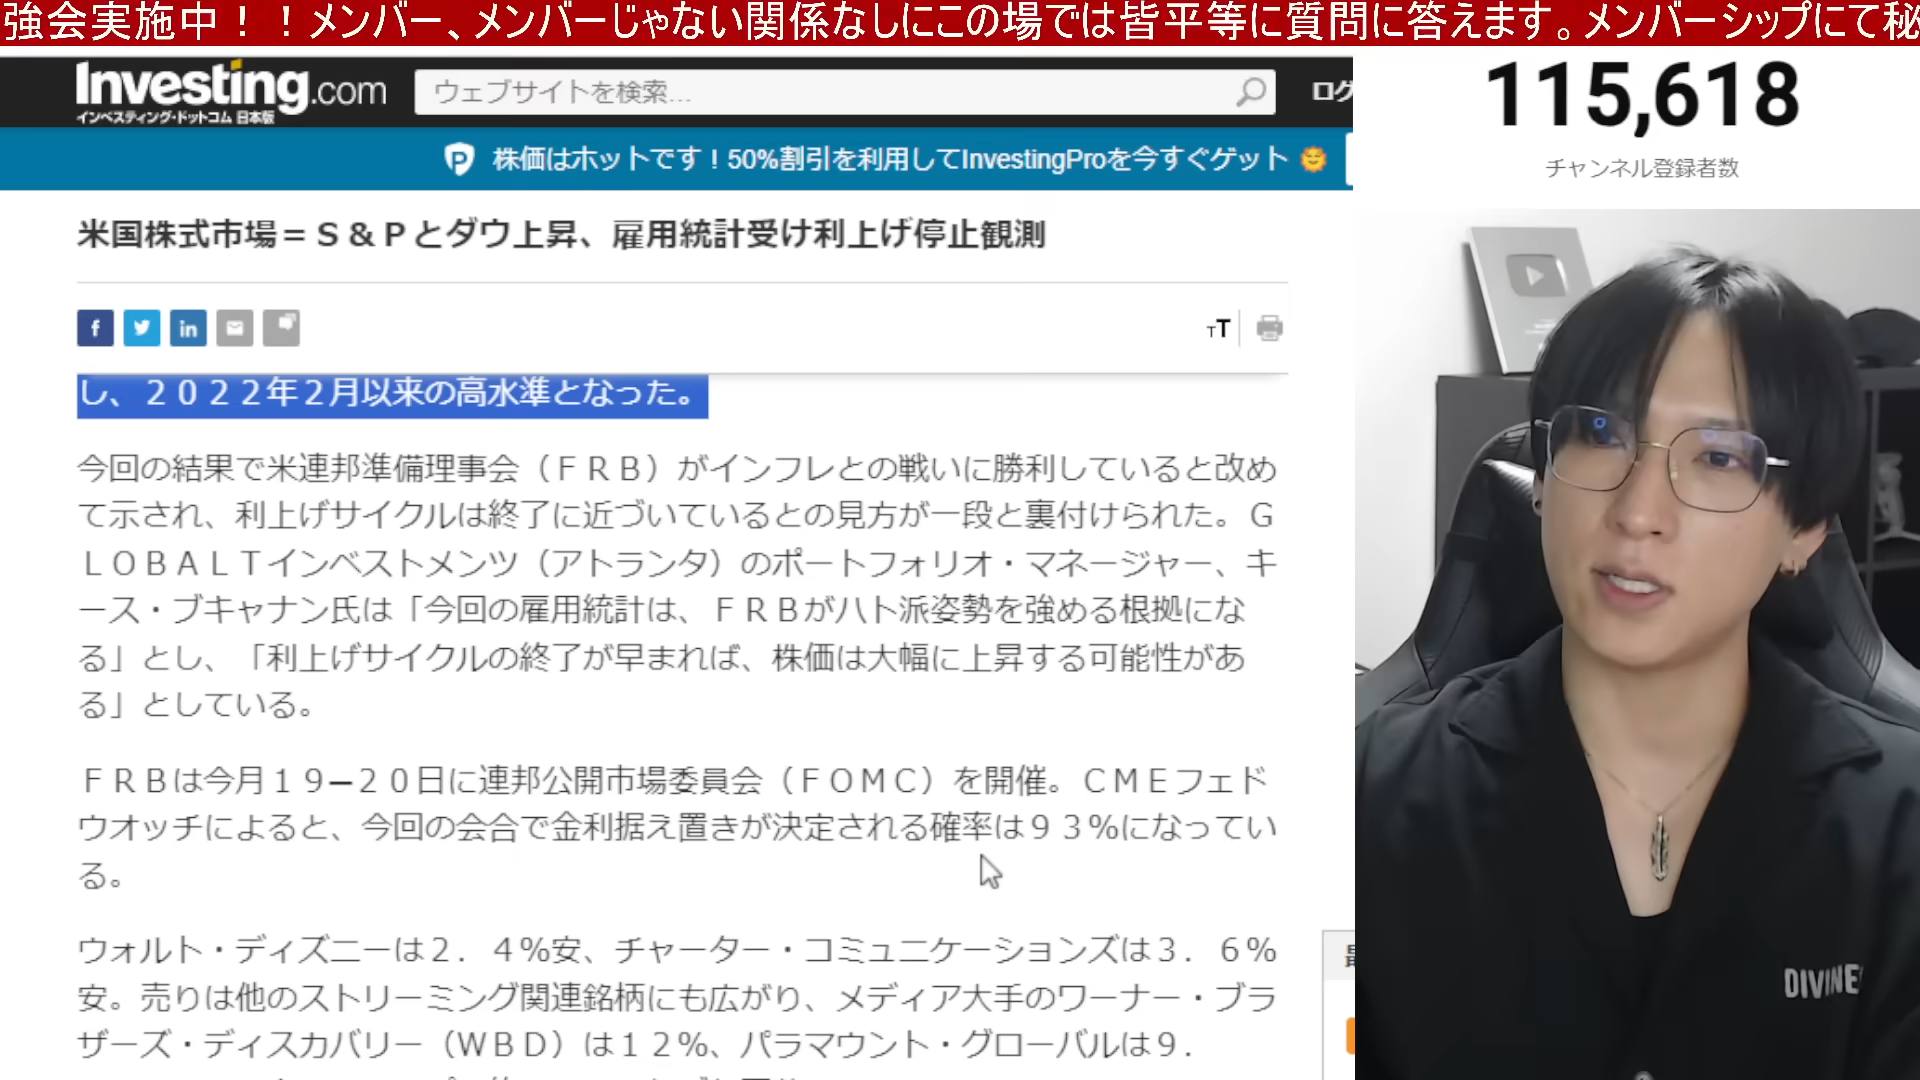 強会実施中！！メンバー、メンバーじゃない関係なしにこの場では皆平等に質問に答えます。メンバーシップにて秘
Investing.com
インベスティング・ドットコム 日本版
ウェブサイトを検索...
ログ
115,618
チャンネル登録者数
株価はホットです！50%割引を利用してInvestingProを今すぐゲット
米国株式市場＝Ｓ＆Ｐとダウ上昇、雇用統計受け利上げ停止観測
し、２０２２年２月以来の高水準となった。
今回の結果で米連邦準備理事会（ＦＲＢ）がインフレとの戦いに勝利していると改め
て示され、利上げサイクルは終了に近づいているとの見方が一段と裏付けられた。Ｇ
ＬＯＢＡＬＴインベストメンツ（アトランタ）のポートフォリオ・マネージャー、キ
ース・ブキャナン氏は「今回の雇用統計は、ＦＲＢがハト派姿勢を強める根拠にな
る」とし、「利上げサイクルの終了が早まれば、株価は大幅に上昇する可能性があ
る」としている。
ＦＲＢは今月１９ー２０日に連邦公開市場委員会（ＦＯＭＣ）を開催。ＣＭＥフェド
ウオッチによると、今回の会合で金利据え置きが決定される確率は９３％になってい
る。
ウォルト・ディズニーは２．４％安、チャーター・コミュニケーションズは３．６％
安。売りは他のストリーミング関連銘柄にも広がり、メディア大手のワーナー・ブラ
ザーズ・ディスカバリー（ＷＢＤ）は１２％、パラマウント・グローバルは９．
DIVINE